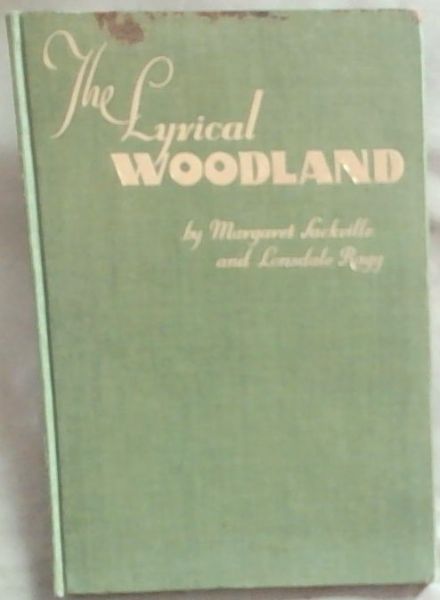 The
Lyrical
WOODLAND
by Margaret Sackville
and Lonsdale Ragg